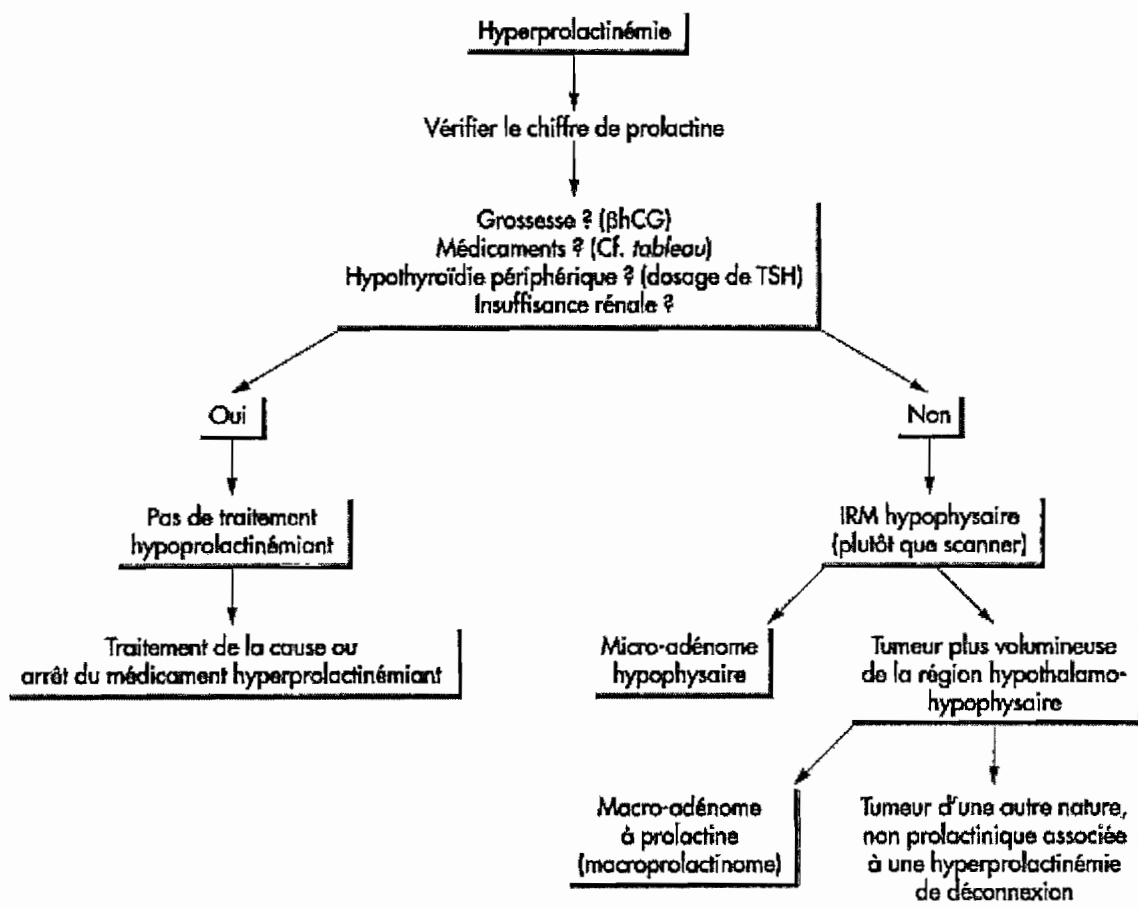 Hyperprolactinémie
Vérifier le chiffre de prolactine
Grossesse ? (βhCG)
Médicaments ? (Cf. tableau)
Hypothyroïdie périphérique ? (dosage de TSH)
Insuffisance rénale ?
Oui
Non
Pas de traitement
hypoprolactinémiant
IRM hypophysaire
(plutôt que scanner)
Traitement de la cause ou
arrêt du médicament hyperprolactinémiant
Micro-adénome
hypophysaire
Tumeur plus volumineuse
de la région hypothalamo-
hypophysaire
Macro-adénome
à prolactine
(macroprolactinome)
Tumeur d'une autre nature,
non prolactinique associée
à une hyperprolactinémie
de déconnexion